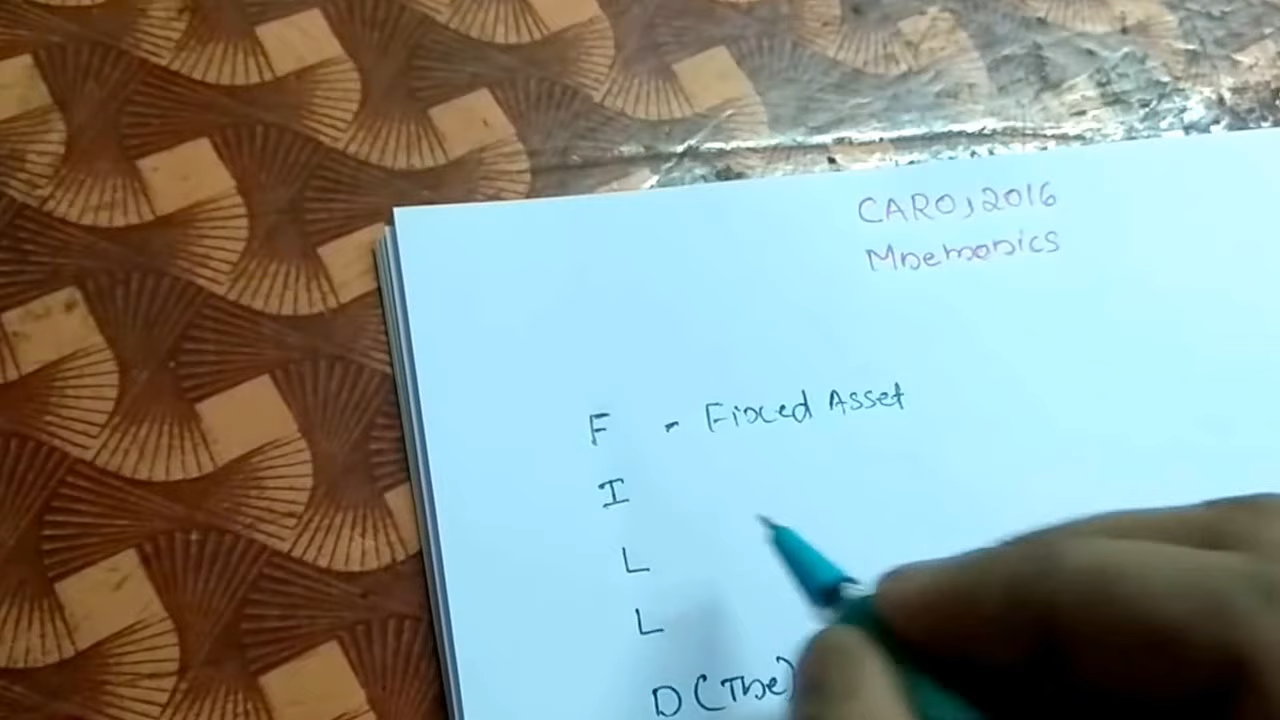 CARO, 2016
Mnemonics
F - Fixed Asset
I
L
L
D (The)